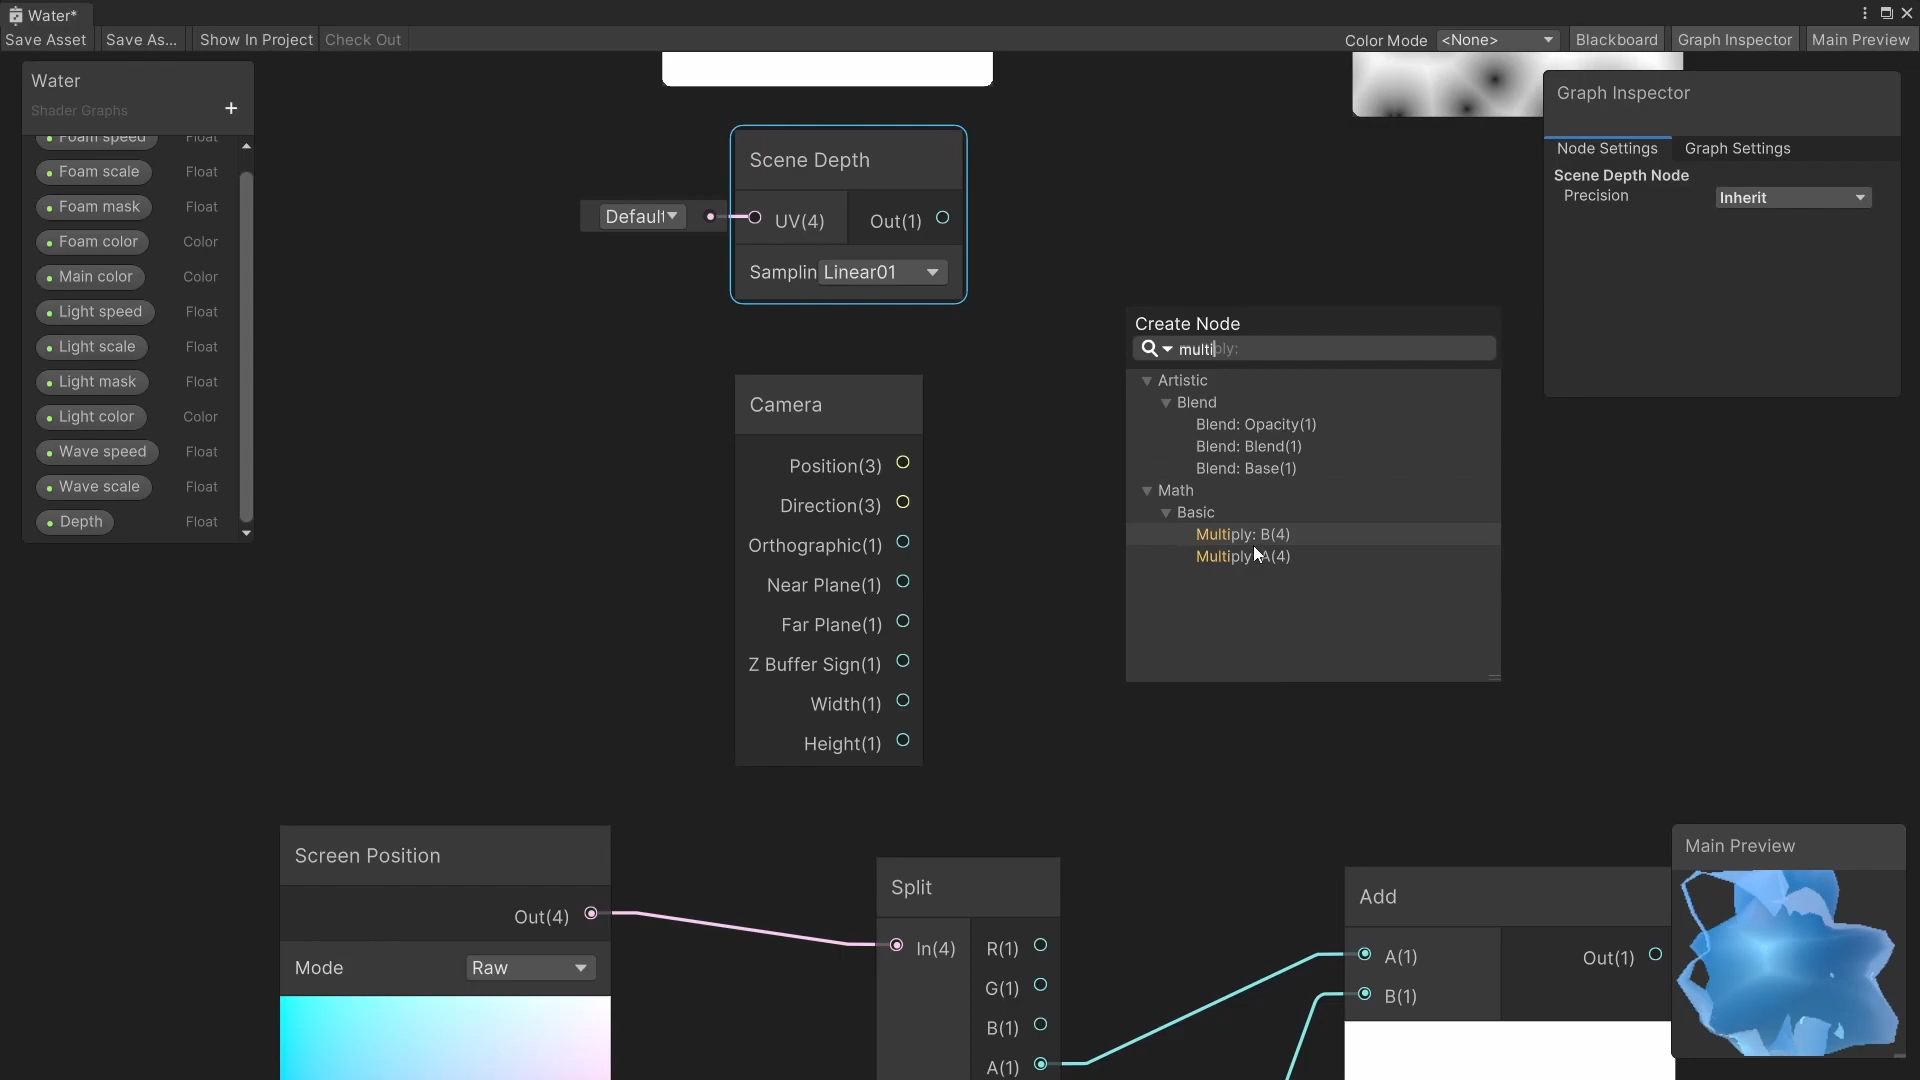 Water*
Save Asset
Save As...
Show In Project
Check Out
Color Mode
<None>
Blackboard
Graph Inspector
Main Preview
Water
Shader Graphs
+
Foam speed Float
Foam scale Float
Foam mask Float
Foam color Color
Main color Color
Light speed Float
Light scale Float
Light mask Float
Light color Color
Wave speed Float
Wave scale Float
Depth Float
Scene Depth
Default
UV(4)
Out(1)
Samplin Linear01
Camera
Position(3)
Direction(3)
Orthographic(1)
Near Plane(1)
Far Plane(1)
Z Buffer Sign(1)
Width(1)
Height(1)
Create Node
multiply:
Artistic
Blend
Blend: Opacity(1)
Blend: Blend(1)
Blend: Base(1)
Math
Basic
Multiply: B(4)
Multiply: A(4)
Graph Inspector
Node Settings
Graph Settings
Scene Depth Node
Precision Inherit
Screen Position
Out(4)
Mode Raw
Split
In(4)
R(1)
G(1)
B(1)
A(1)
Add
A(1)
B(1)
Out(1)
Main Preview